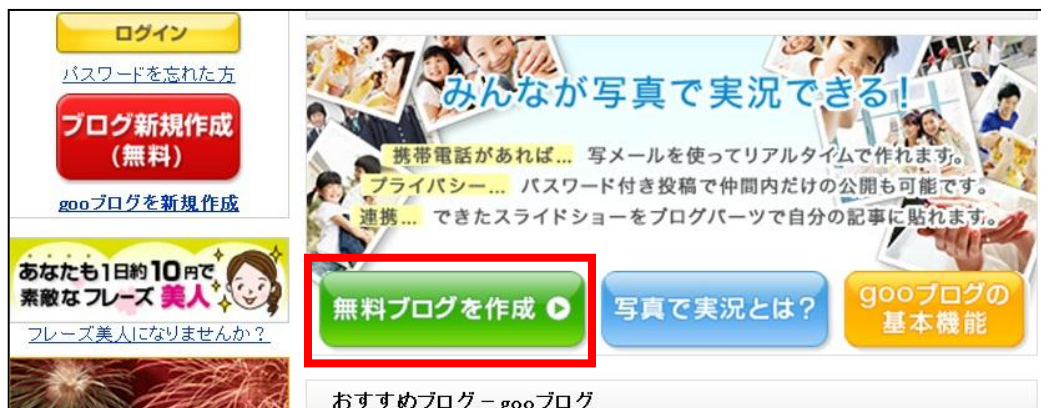 ログイン
パスワードを忘れた方
ブログ新規作成
(無料)
gooブログを新規作成
あなたも1日約10円で
素敵なフレーズ美人
フレーズ美人になりませんか？
みんなが写真で実況できる!
携帯電話があれば... 写メールを使ってリアルタイムで作れます。
プライバシー... パスワード付き投稿で仲間内だけの公開も可能です。
連携... できたスライドショーをブログパーツで自分の記事に貼れます。
無料ブログを作成
写真で実況とは?
gooブログの
基本機能
おすすめブログ－gooブログ